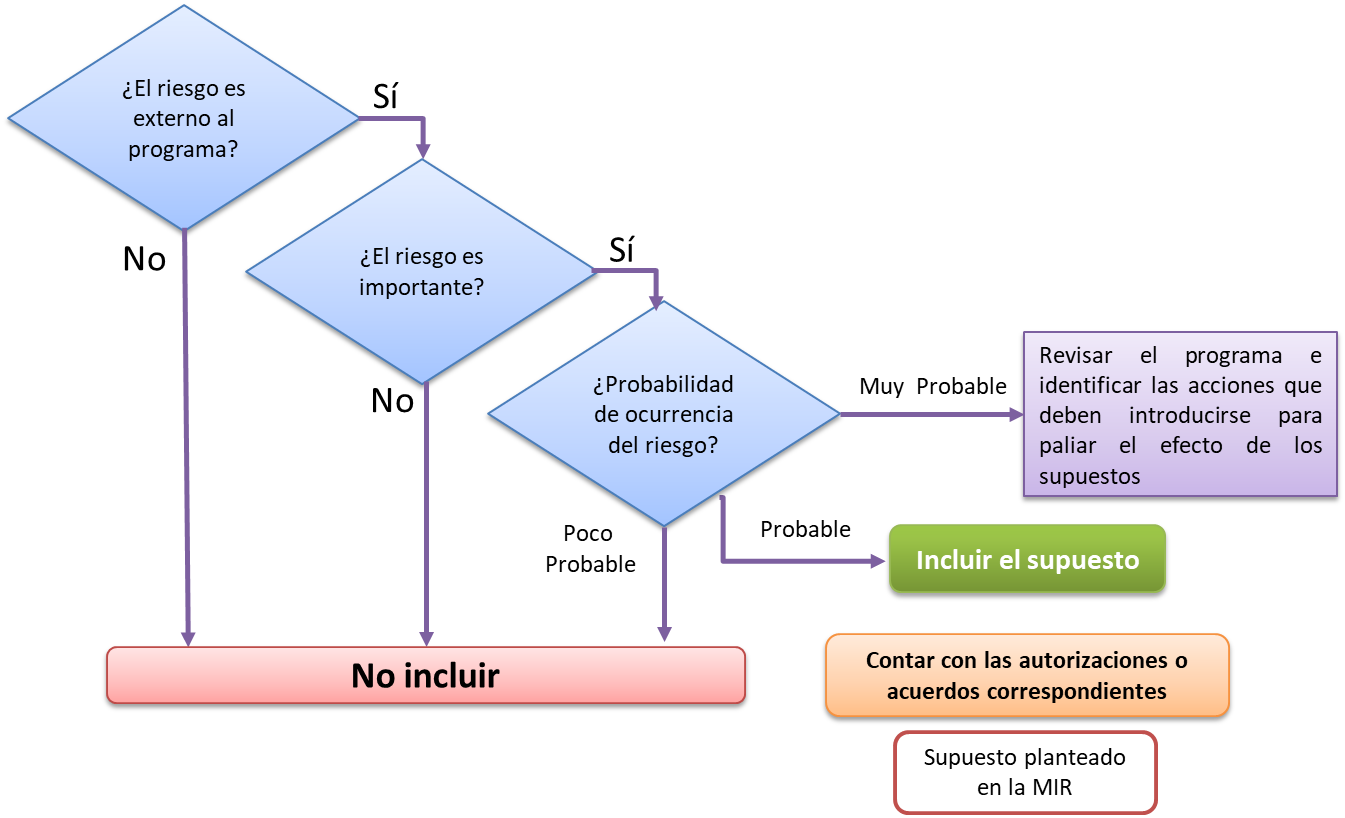 ¿El riesgo es
externo al
programa?
Sí
No
¿El riesgo es
importante?
Sí
No
¿Probabilidad
de ocurrencia
del riesgo?
Muy Probable
Revisar el programa e
identificar las acciones que
deben introducirse para
paliar el efecto de los
supuestos
Poco
Probable
Probable
Incluir el supuesto
No incluir
Contar con las autorizaciones o
acuerdos correspondientes
Supuesto planteado
en la MIR